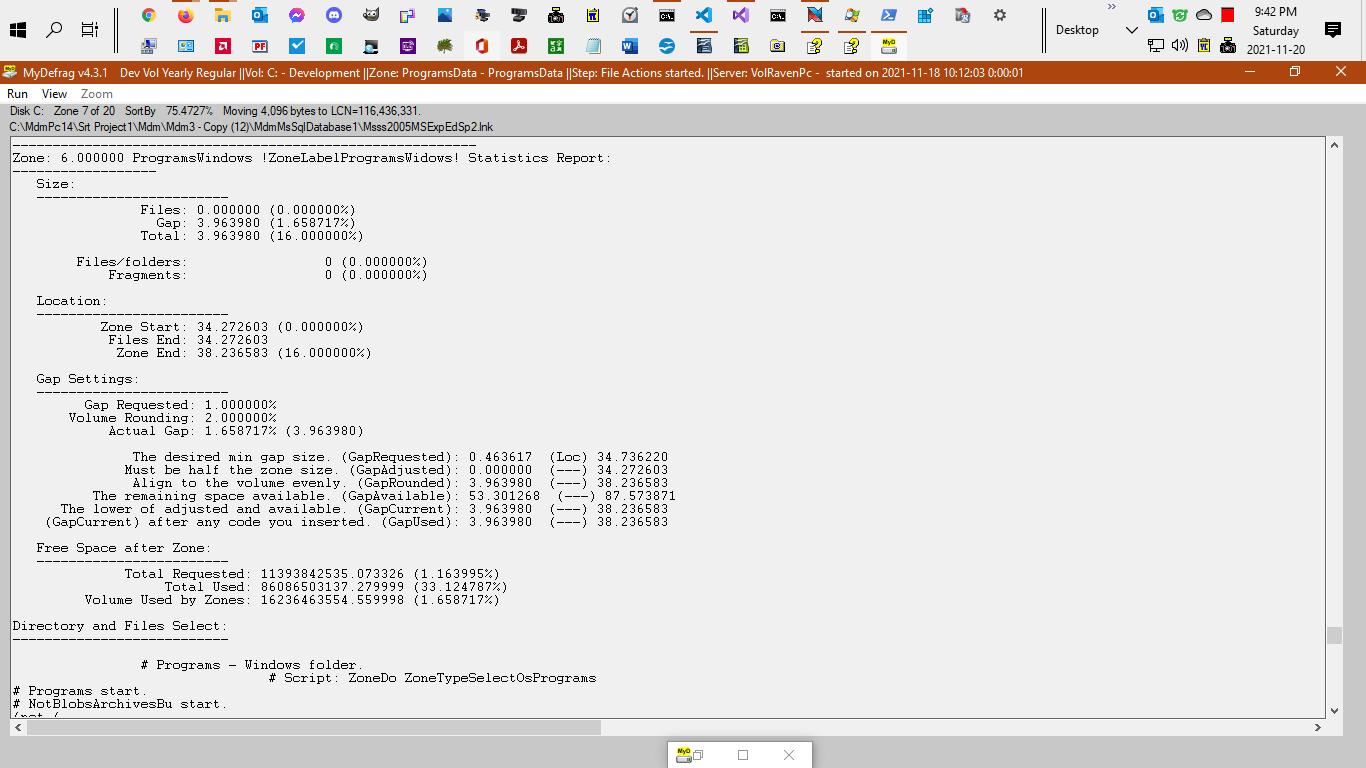 9:42 PM
Desktop
Saturday
2021-11-20
MyDefrag v4.3.1 Dev Vol Yearly Regular ||Vol: C: - Development ||Zone: ProgramsData - ProgramsData ||Step: File Actions started. ||Server: VolRavenPc - started on 2021-11-18 10:12:03 0:00:01
Run View Zoom
Disk C: Zone 7 of 20 SortBy 75.4727% Moving 4,096 bytes to LCN=116,436,331.
C:\MdmPc14\Srt Project1\Mdm\Mdm3 - Copy (12)\MdmMsSqlDatabase1\Msss2005MSExpEdSp2.lnk
----------------------------------------------------------
Zone: 6.000000 ProgramsWindows !ZoneLabelProgramsWidows! Statistics Report:
------------------
Size:
------------------------
Files: 0.000000 (0.000000%)
Gap: 3.963980 (1.658717%)
Total: 3.963980 (16.000000%)
Files/folders: 0 (0.000000%)
Fragments: 0 (0.000000%)
Location:
------------------------
Zone Start: 34.272603 (0.000000%)
Files End: 34.272603
Zone End: 38.236583 (16.000000%)
Gap Settings:
------------------------
Gap Requested: 1.000000%
Volume Rounding: 2.000000%
Actual Gap: 1.658717% (3.963980)
The desired min gap size. (GapRequested): 0.463617 (Loc) 34.736220
Must be half the zone size. (GapAdjusted): 0.000000 (---) 34.272603
Align to the volume evenly. (GapRounded): 3.963980 (---) 38.236583
The remaining space available. (GapAvailable): 53.301268 (---) 87.573871
The lower of adjusted and available. (GapCurrent): 3.963980 (---) 38.236583
(GapCurrent) after any code you inserted. (GapUsed): 3.963980 (---) 38.236583
Free Space after Zone:
------------------------
Total Requested: 11393842535.073326 (1.163995%)
Total Used: 86086503137.279999 (33.124787%)
Volume Used by Zones: 16236463554.559998 (1.658717%)
Directory and Files Select:
---------------------------
# Programs - Windows folder.
# Script: ZoneDo ZoneTypeSelectOsPrograms
# Programs start.
# NotBlobsArchivesBu start.
(not (
MyD